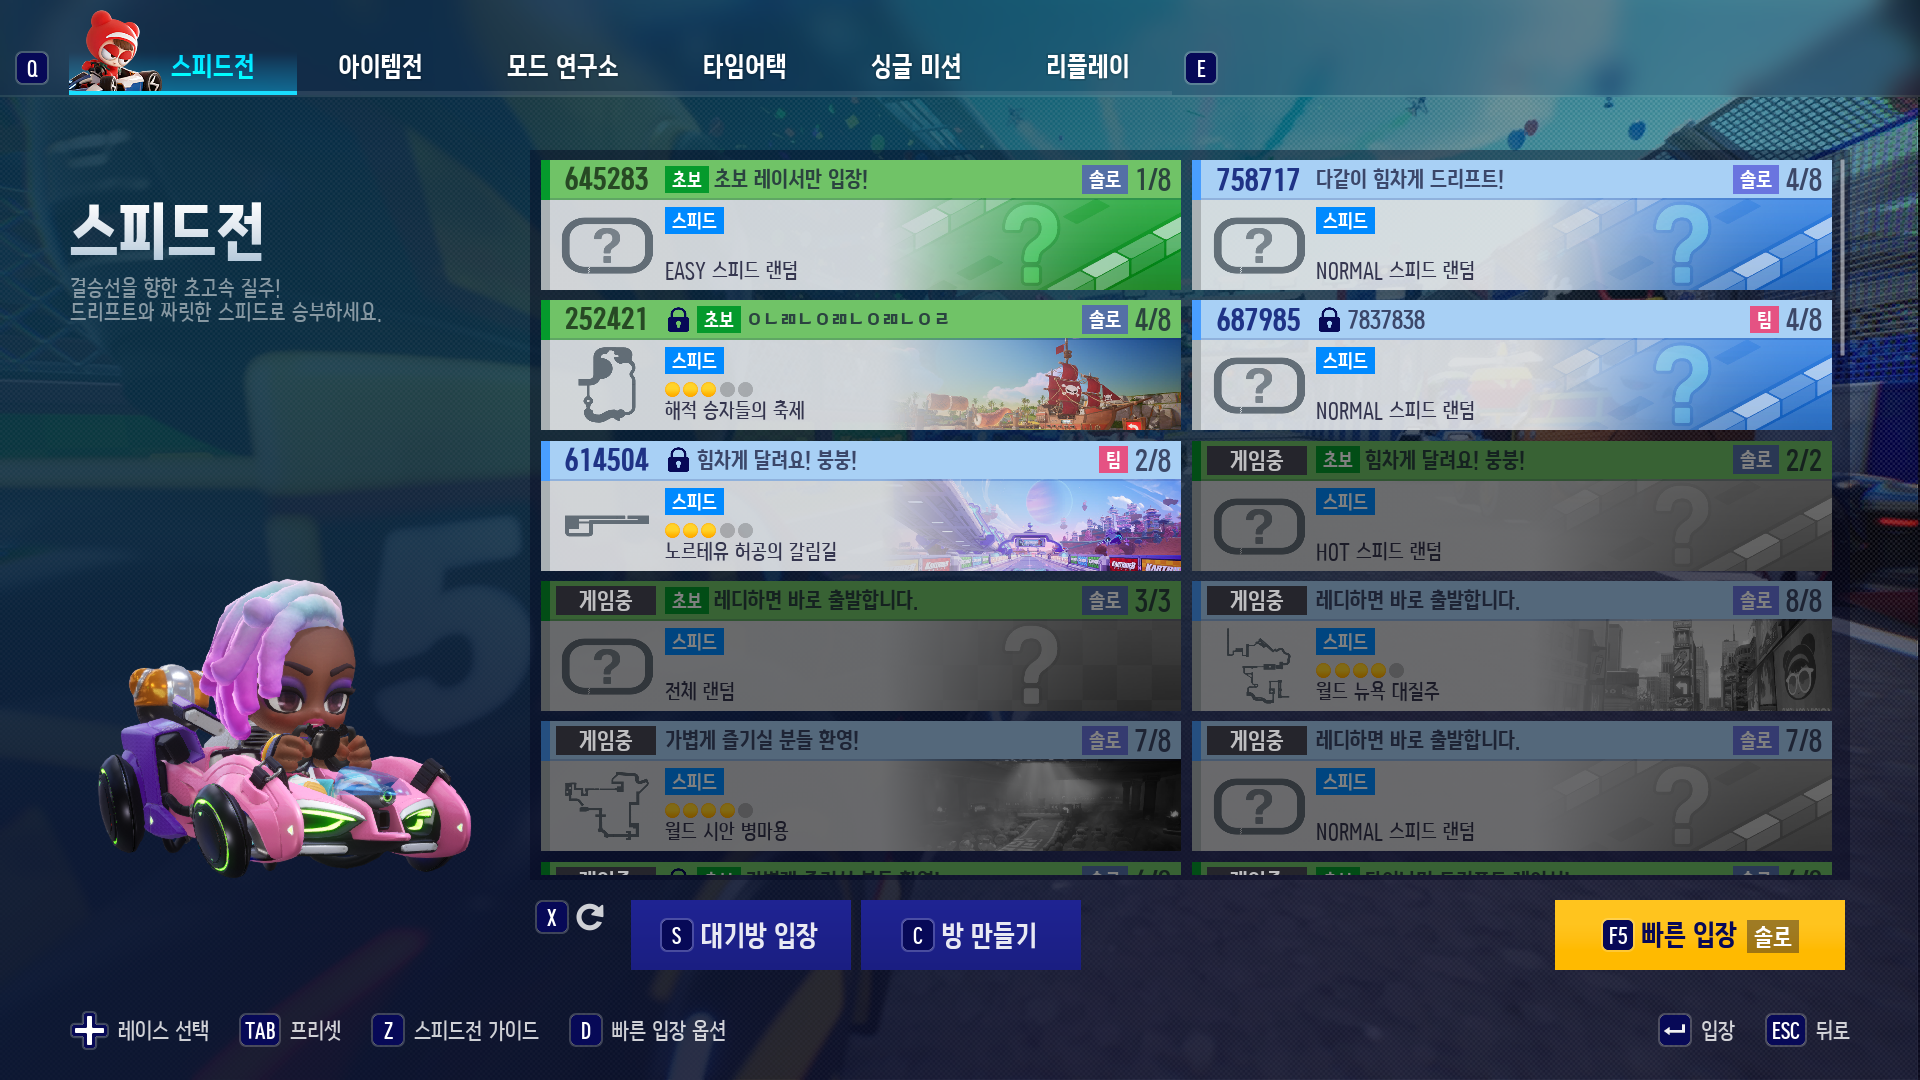 Q 스피드전 아이템전 모드 연구소 타임어택 싱글 미션 리플레이 E
스피드전
결승선을 향한 초고속 질주!
드리프트와 짜릿한 스피드로 승부하세요.
645283 초보 초보 레이서만 입장! 솔로 1/8
스피드
?
EASY 스피드 랜덤
758717 다같이 힘차게 드리프트! 솔로 4/8
스피드
?
NORMAL 스피드 랜덤
252421 초보 ㅇㄴㄻㄴㅇㄻㄴㅇㄻㄴㅇㄹ 솔로 4/8
스피드
해적 승자들의 축제
687985 7837838 팀 4/8
스피드
?
NORMAL 스피드 랜덤
614504 힘차게 달려요! 붕붕! 팀 2/8
스피드
노르테유 허공의 갈림길
게임중 초보 힘차게 달려요! 붕붕! 솔로 2/2
스피드
?
HOT 스피드 랜덤
게임중 초보 레디하면 바로 출발합니다. 솔로 3/3
스피드
?
전체 랜덤
게임중 레디하면 바로 출발합니다. 솔로 8/8
스피드
월드 뉴욕 대질주
게임중 가볍게 즐기실 분들 환영! 솔로 7/8
스피드
월드 시안 병마용
게임중 레디하면 바로 출발합니다. 솔로 7/8
스피드
?
NORMAL 스피드 랜덤
X S 대기방 입장 C 방 만들기 F5 빠른 입장 솔로
레이스 선택 TAB 프리셋 Z 스피드전 가이드 D 빠른 입장 옵션 입장 ESC 뒤로